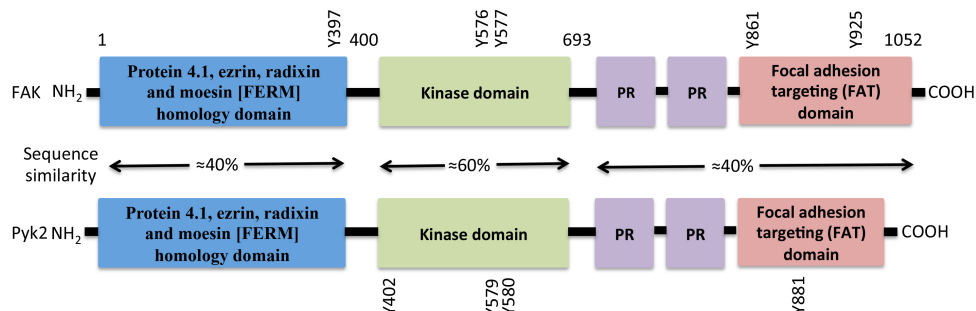 Y397 Y576 Y577 Y861 Y925
1 400 693 1052
FAK NH2
Protein 4.1, ezrin, radixin
and moesin [FERM]
homology domain
Kinase domain
PR
PR
Focal adhesion
targeting (FAT)
domain
COOH
Sequence
similarity
≈40%
≈60%
≈40%
Pyk2 NH2
Protein 4.1, ezrin, radixin
and moesin [FERM]
homology domain
Kinase domain
PR
PR
Focal adhesion
targeting (FAT)
domain
COOH
Y402 Y579 Y580 Y881